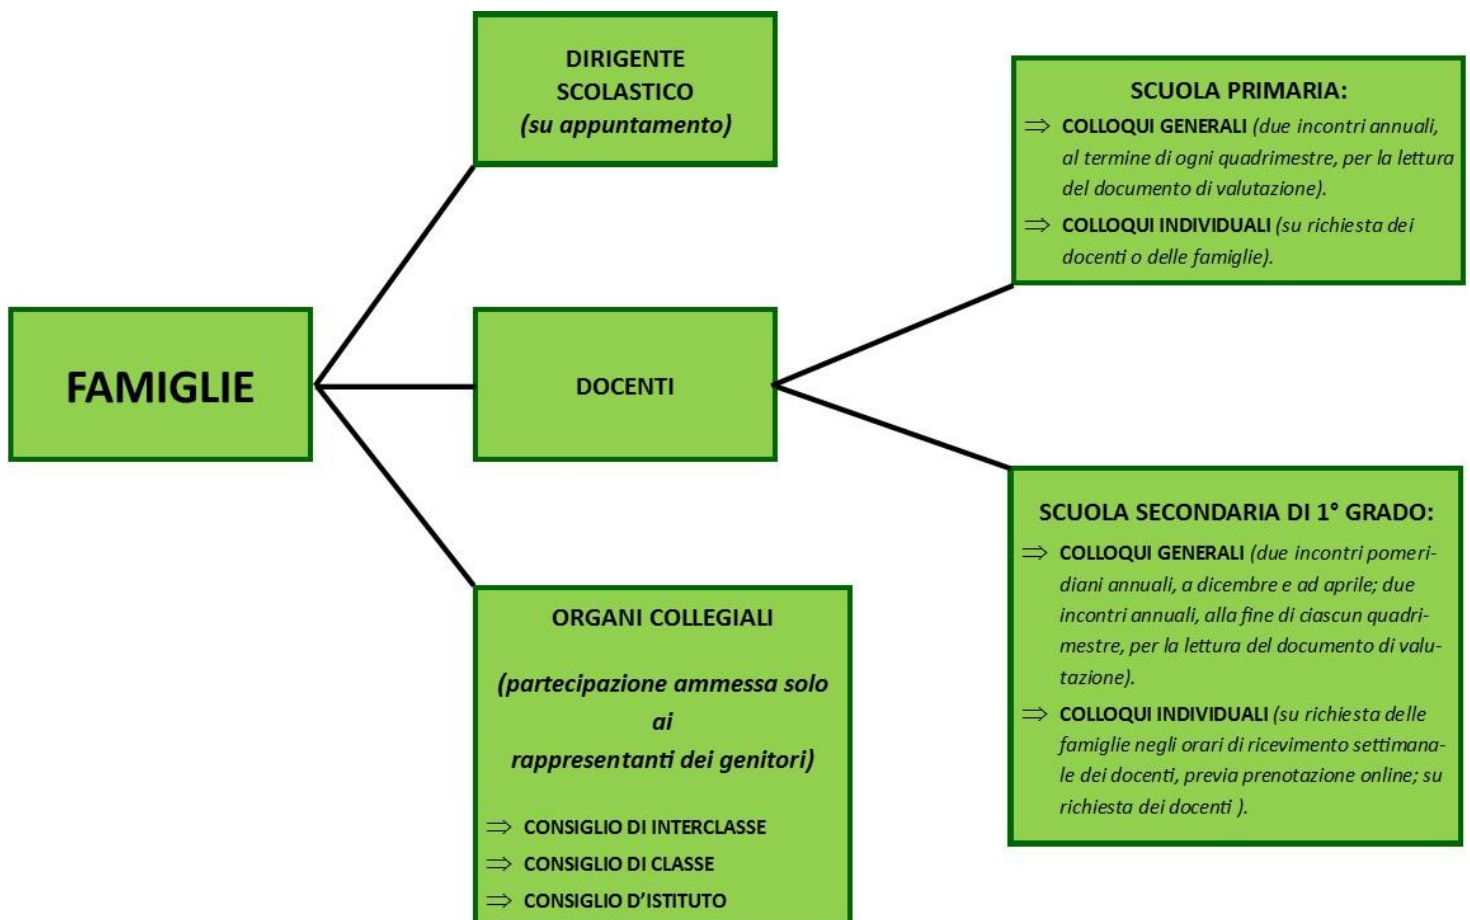 DIRIGENTE
SCOLASTICO
(su appuntamento)
SCUOLA PRIMARIA:
⇒ COLLOQUI GENERALI (due incontri annuali,
al termine di ogni quadrimestre, per la lettura
del documento di valutazione).
⇒ COLLOQUI INDIVIDUALI (su richiesta dei
docenti o delle famiglie).
FAMIGLIE
DOCENTI
SCUOLA SECONDARIA DI 1° GRADO:
⇒ COLLOQUI GENERALI (due incontri pomeri-
diani annuali, a dicembre e ad aprile; due
incontri annuali, alla fine di ciascun quadri-
mestre, per la lettura del documento di valu-
tazione).
⇒ COLLOQUI INDIVIDUALI (su richiesta delle
famiglie negli orari di ricevimento settimana-
le dei docenti, previa prenotazione online; su
richiesta dei docenti ).
ORGANI COLLEGIALI
(partecipazione ammessa solo
ai
rappresentanti dei genitori)
⇒ CONSIGLIO DI INTERCLASSE
⇒ CONSIGLIO DI CLASSE
⇒ CONSIGLIO D'ISTITUTO